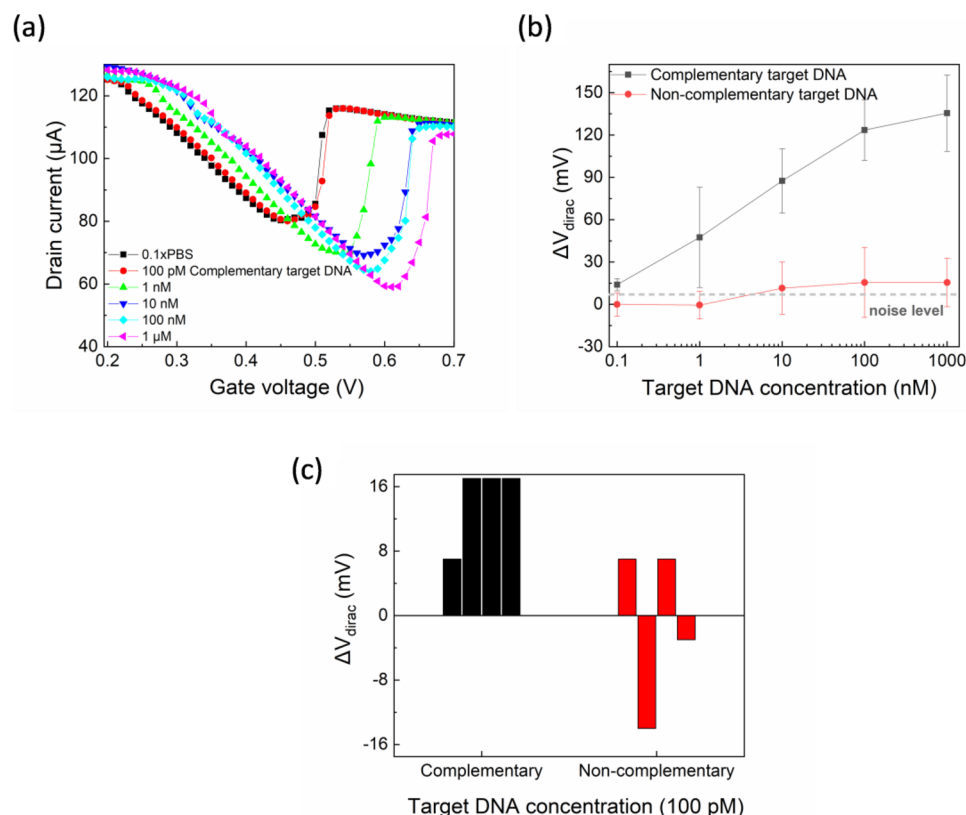 (a)
Drain current (µA)
120
100
80
60
40
0.1xPBS
100 pM Complementary target DNA
1 nM
10 nM
100 nM
1 µM
0.2 0.3 0.4 0.5 0.6 0.7
Gate voltage (V)
(b)
ΔVdirac (mV)
150
120
90
60
30
0
-30
Complementary target DNA
Non-complementary target DNA
noise level
0.1 1 10 100 1000
Target DNA concentration (nM)
(c)
ΔVdirac (mV)
16
8
0
-8
-16
Complementary Non-complementary
Target DNA concentration (100 pM)